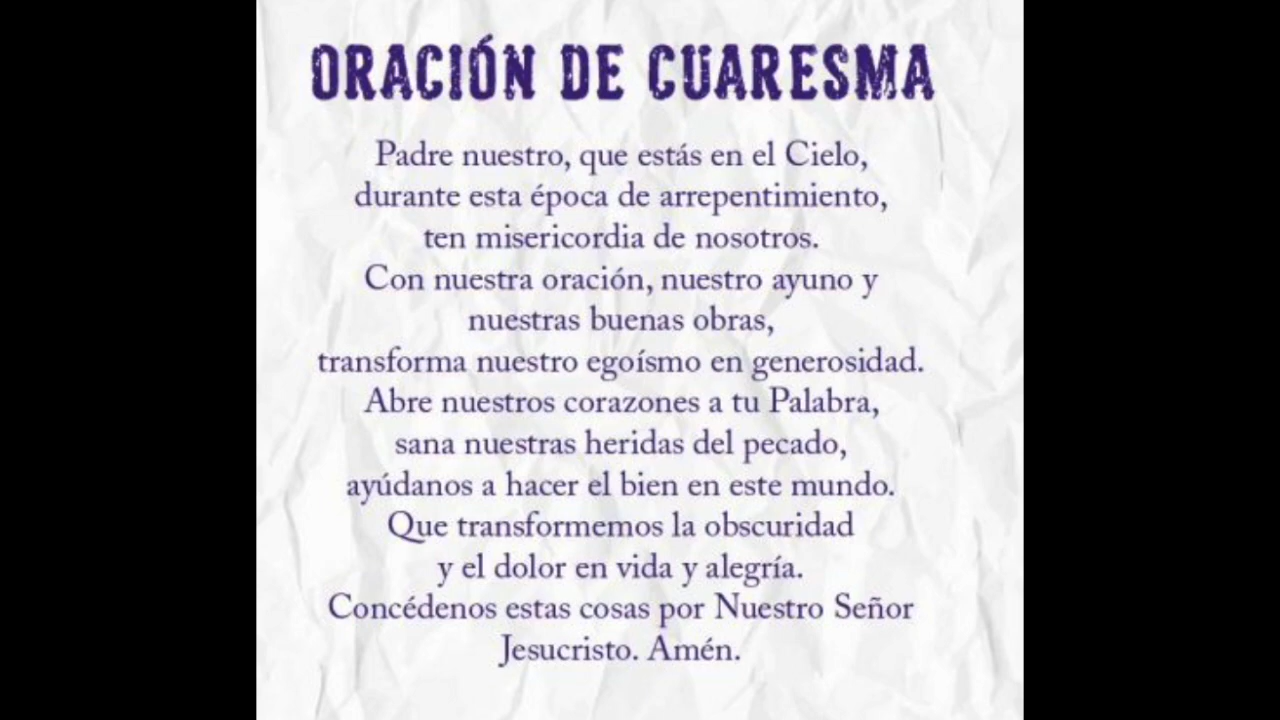 ORACIÓN DE CUARESMA
Padre nuestro, que estás en el Cielo,
durante esta época de arrepentimiento,
ten misericordia de nosotros.
Con nuestra oración, nuestro ayuno y
nuestras buenas obras,
transforma nuestro egoísmo en generosidad.
Abre nuestros corazones a tu Palabra,
sana nuestras heridas del pecado,
ayúdanos a hacer el bien en este mundo.
Que transformemos la obscuridad
y el dolor en vida y alegría.
Concédenos estas cosas por Nuestro Señor
Jesucristo. Amén.